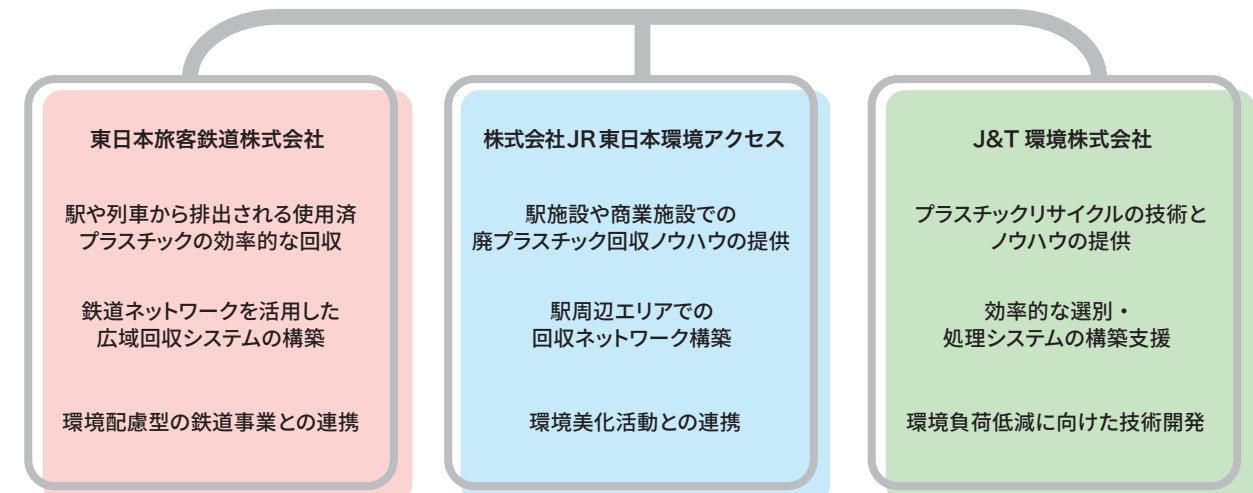 東日本旅客鉄道株式会社
駅や列車から排出される使用済
プラスチックの効率的な回収
鉄道ネットワークを活用した
広域回収システムの構築
環境配慮型の鉄道事業との連携
株式会社JR東日本環境アクセス
駅施設や商業施設での
廃プラスチック回収ノウハウの提供
駅周辺エリアでの
回収ネットワーク構築
環境美化活動との連携
J&T 環境株式会社
プラスチックリサイクルの技術と
ノウハウの提供
効率的な選別・
処理システムの構築支援
環境負荷低減に向けた技術開発